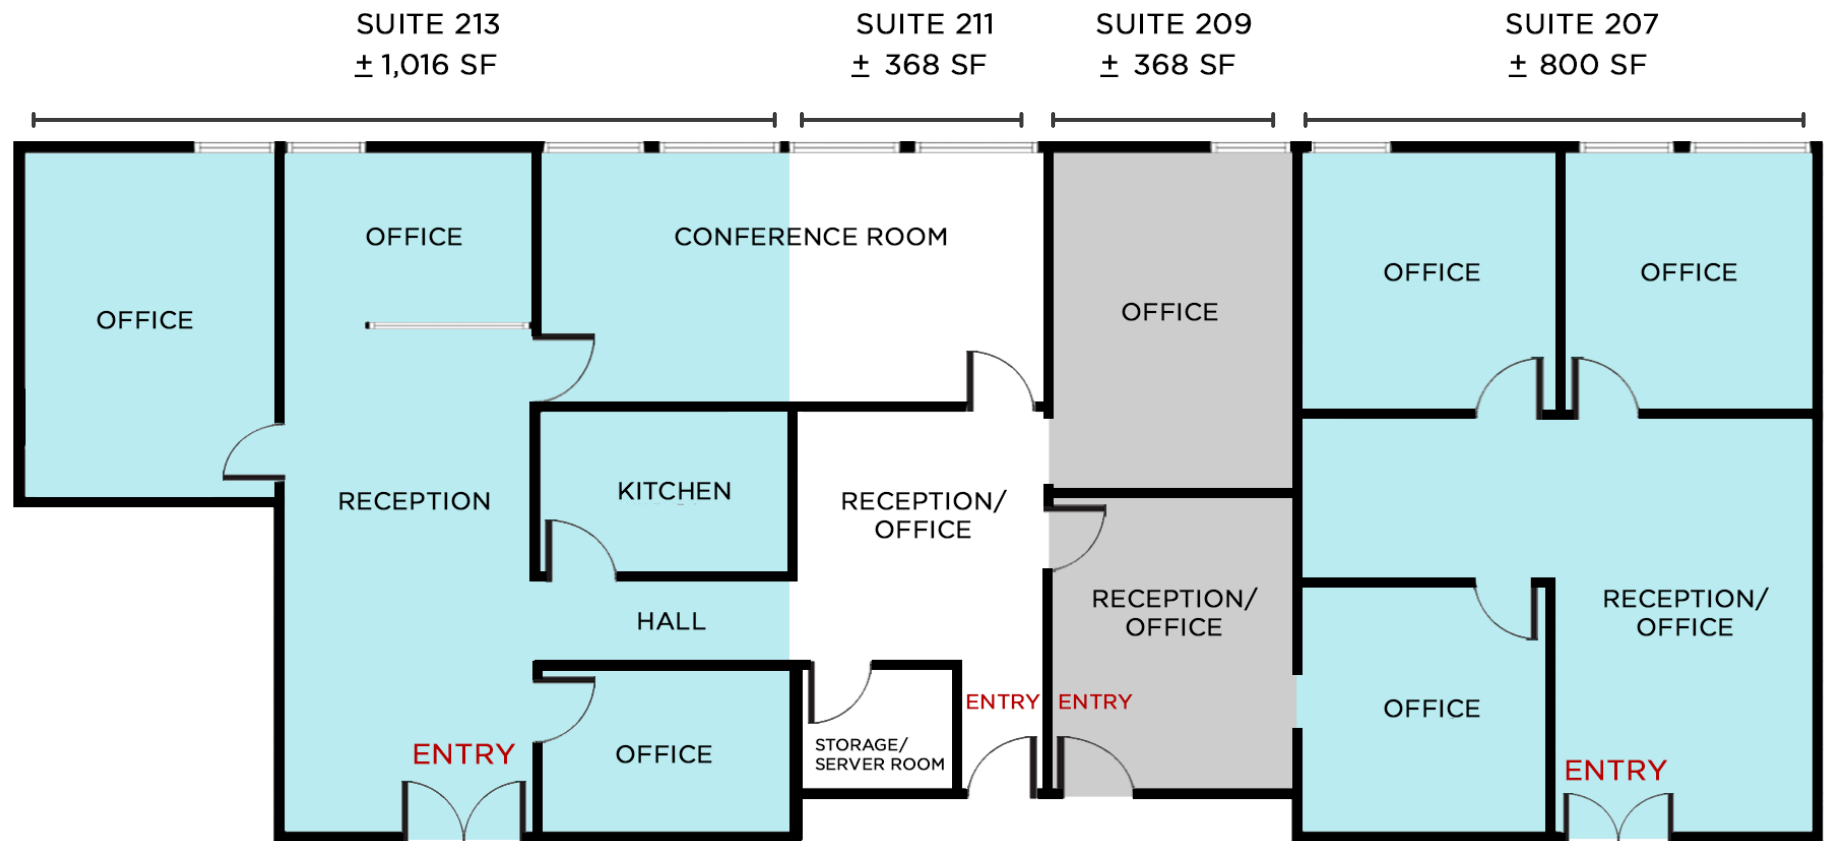 SUITE 213
± 1,016 SF
SUITE 211
± 368 SF
SUITE 209
± 368 SF
SUITE 207
± 800 SF
OFFICE
OFFICE
CONFERENCE ROOM
OFFICE
OFFICE
OFFICE
RECEPTION
KITCHEN
RECEPTION/
OFFICE
HALL
RECEPTION/
OFFICE
RECEPTION/
OFFICE
ENTRY
OFFICE
STORAGE/
SERVER ROOM
ENTRY
ENTRY
OFFICE
ENTRY